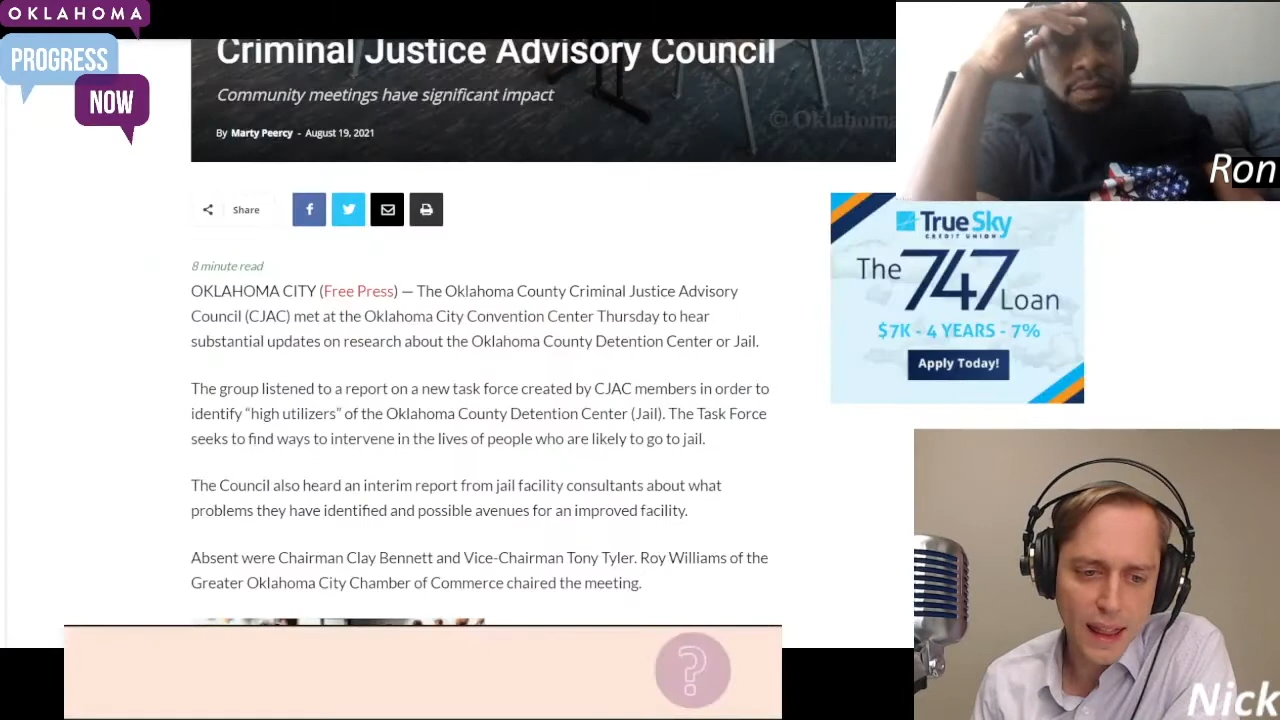 OKLAHOMA
PROGRESS
NOW
Criminal Justice Advisory Council
Community meetings have significant impact
By Marty Peercy - August 19, 2021
© Oklahoma
Share
8 minute read
OKLAHOMA CITY (Free Press) — The Oklahoma County Criminal Justice Advisory
Council (CJAC) met at the Oklahoma City Convention Center Thursday to hear
substantial updates on research about the Oklahoma County Detention Center or Jail.
The group listened to a report on a new task force created by CJAC members in order to
identify “high utilizers” of the Oklahoma County Detention Center (Jail). The Task Force
seeks to find ways to intervene in the lives of people who are likely to go to jail.
The Council also heard an interim report from jail facility consultants about what
problems they have identified and possible avenues for an improved facility.
Absent were Chairman Clay Bennett and Vice-Chairman Tony Tyler. Roy Williams of the
Greater Oklahoma City Chamber of Commerce chaired the meeting.
?
Ron
True Sky
CREDIT UNION
The 747 Loan
$7K - 4 YEARS - 7%
Apply Today!
Nick